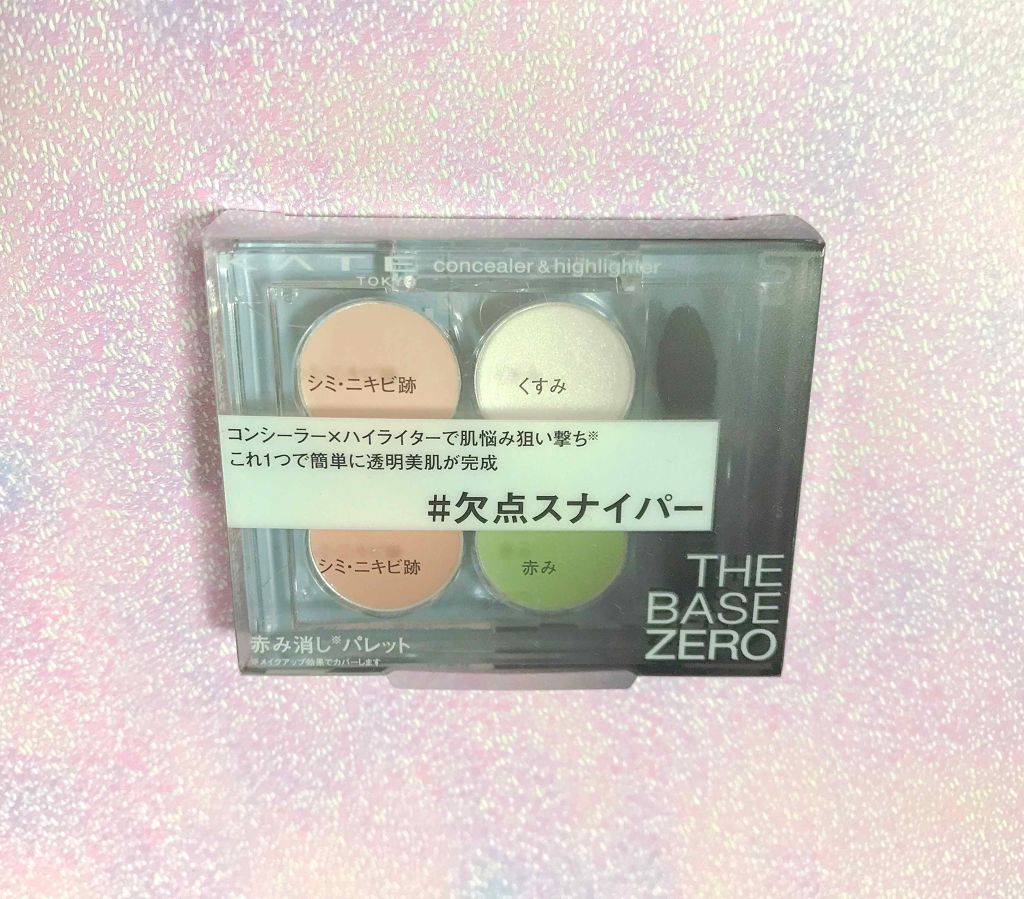 KATE
TOKYO
concealer & highlighter
シミ・ニキビ跡
くすみ
コンシーラー×ハイライターで肌悩み狙い撃ち※
これ1つで簡単に透明美肌が完成
#欠点スナイパー
シミ・ニキビ跡
赤み
THE
BASE
ZERO
赤み消し※パレット
※メイクアップ効果でカバーします